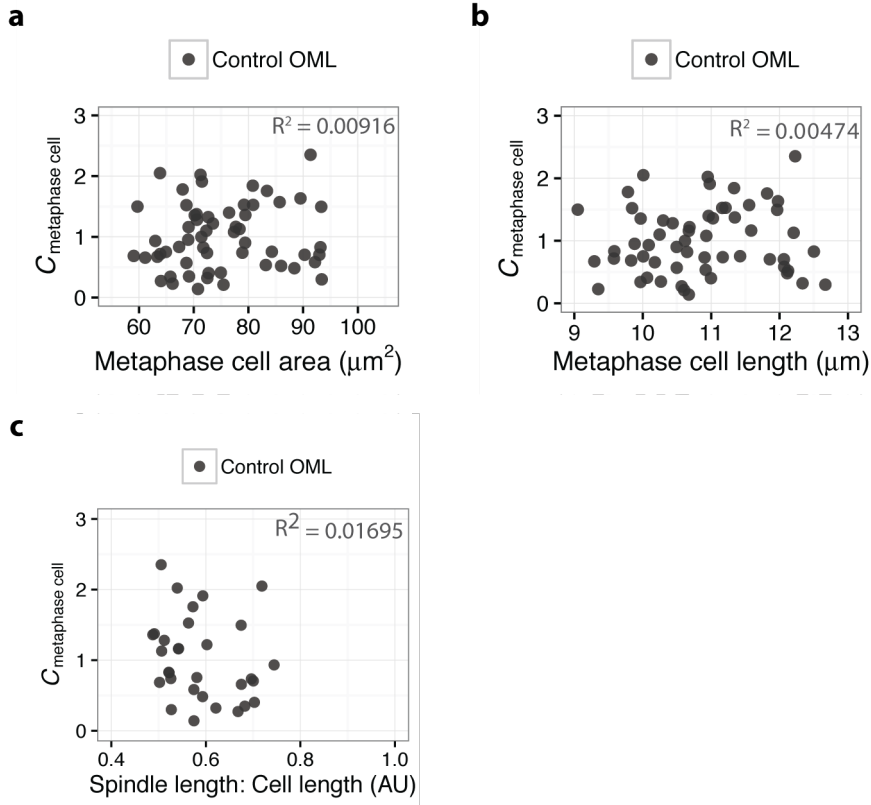 a
Control OML
3
2
1
0
R² = 0.00916
C metaphase cell
60 70 80 90 100
Metaphase cell area (μm²)
b
Control OML
3
2
1
0
R² = 0.00474
C metaphase cell
9 10 11 12 13
Metaphase cell length (μm)
c
Control OML
3
2
1
0
R² = 0.01695
C metaphase cell
0.4 0.6 0.8 1.0
Spindle length: Cell length (AU)